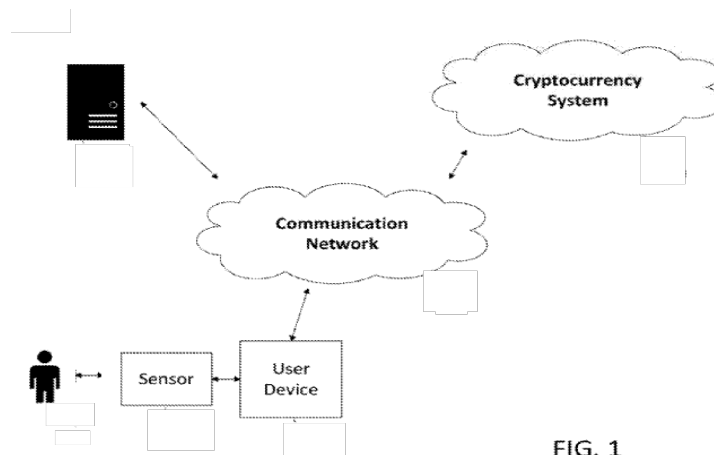 Cryptocurrency
System
Communication
Network
User
Device
Sensor
FIG. 1